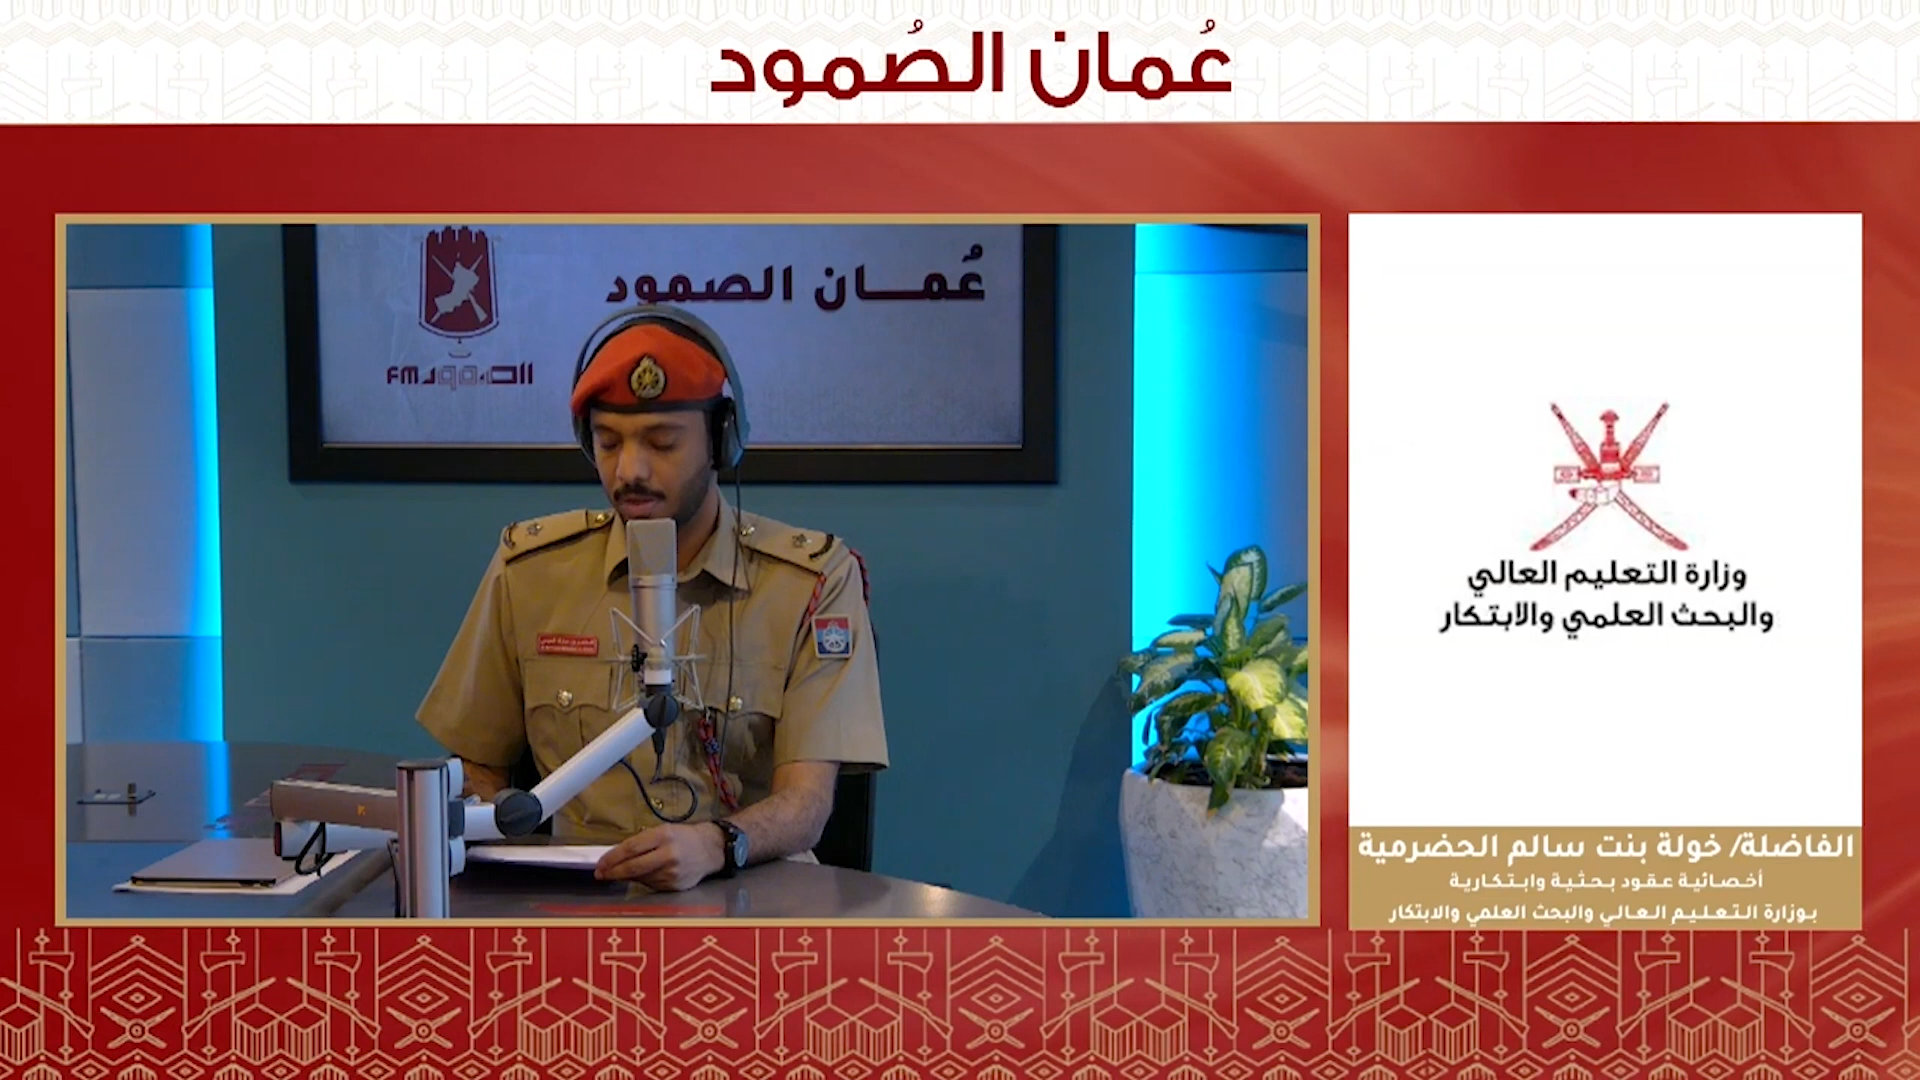 عُمان الصُمود
عُمــان الصمود
الصمود FM
وزارة التعليم العالي
والبحث العلمي والابتكار
الفاضلة/ خولة بنت سالم الحضرمية
أخصائية عقود بحثية وابتكارية
بوزارة التعليم العالي والبحث العلمي والابتكار